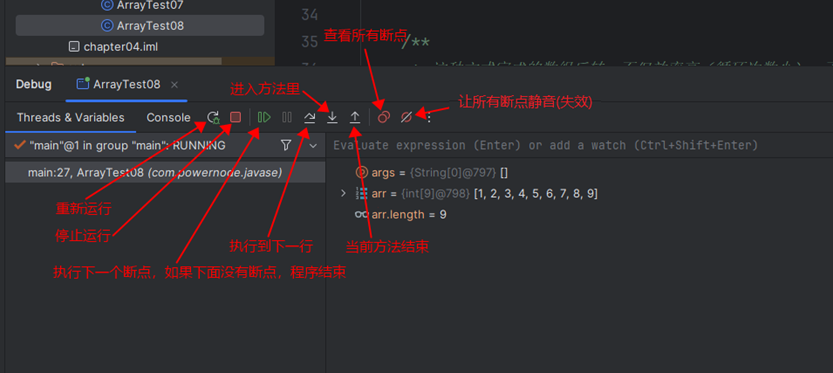 ArrayTest07
ArrayTest08
chapter04.iml
34
35
/**
查看所有断点
Debug
ArrayTest08
进入方法里
让所有断点静音(失效)
Threads & Variables
Console
"main"@1 in group "main": RUNNING
Evaluate expression (Enter) or add a watch (Ctrl+Shift+Enter)
main:27, ArrayTest08 (com.powernode.javase)
args = {String[0]@797} []
arr = {int[9]@798} [1, 2, 3, 4, 5, 6, 7, 8, 9]
arr.length = 9
重新运行
停止运行
执行到下一行
当前方法结束
执行下一个断点，如果下面没有断点，程序结束